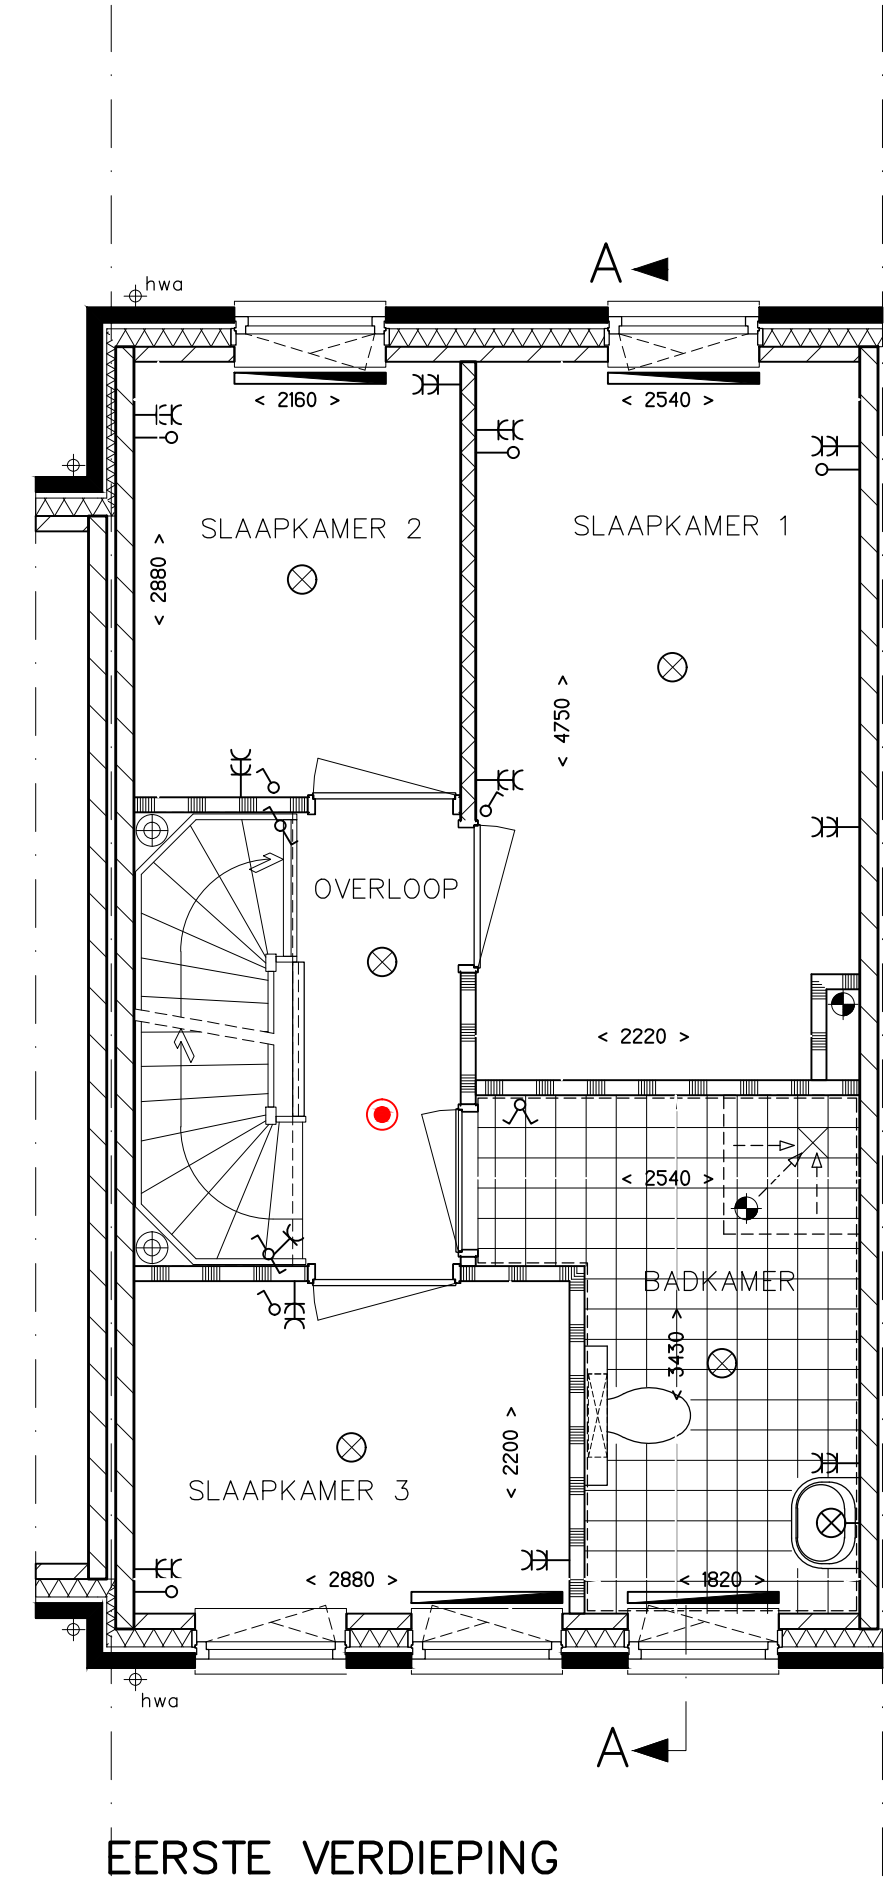 A
hwa
< 2160 >
< 2540 >
SLAAPKAMER 2
SLAAPKAMER 1
< 2880 >
< 4750 >
OVERLOOP
< 2220 >
< 2540 >
BADKAMER
< 3430 >
< 2200 >
SLAAPKAMER 3
< 2880 >
< 1820 >
hwa
A
EERSTE VERDIEPING